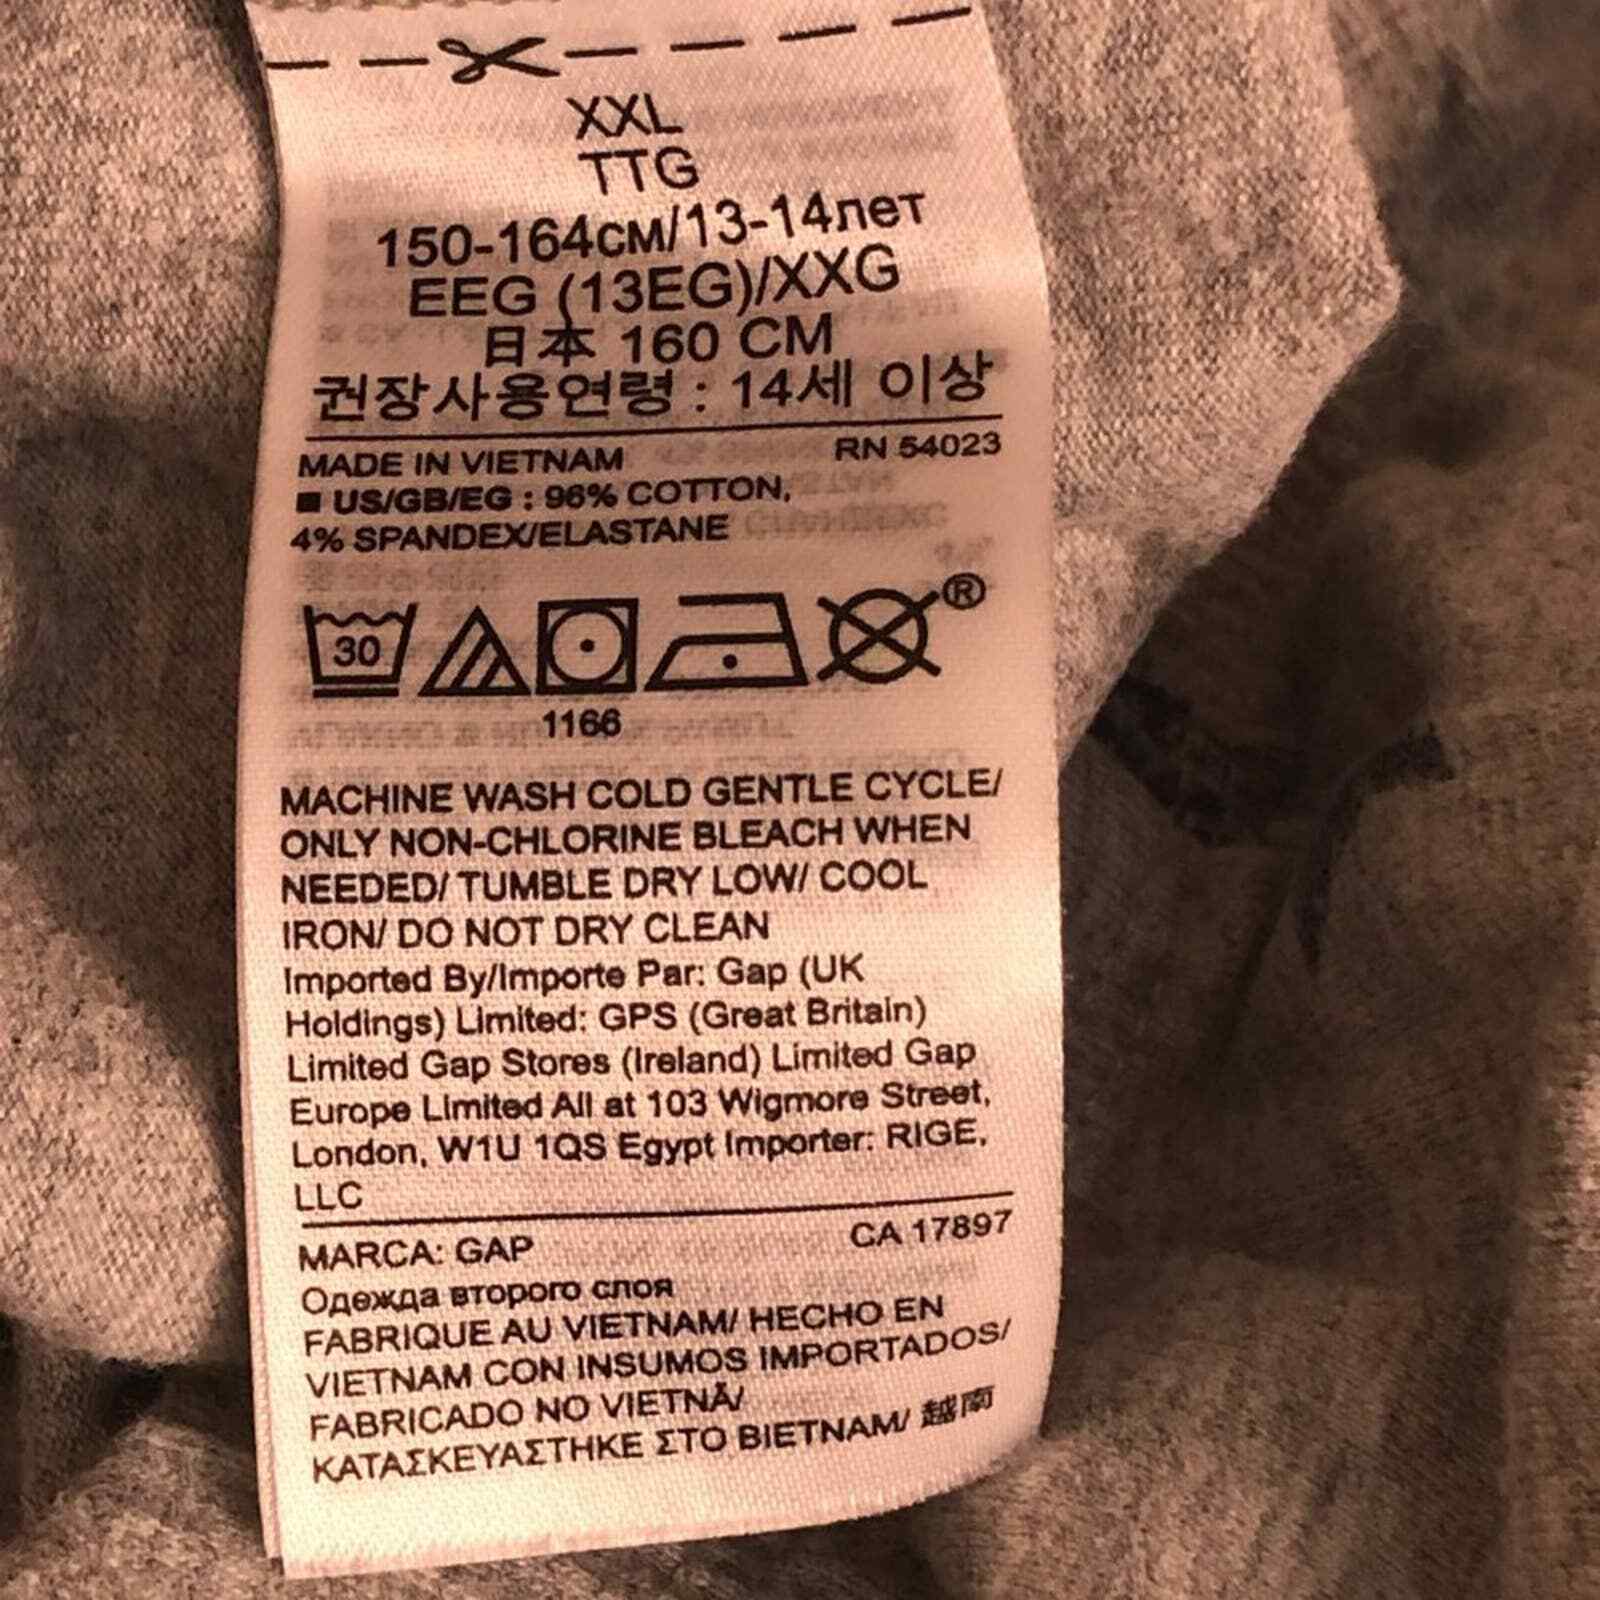 XXL
TTG
150-164см/13-14лет
EEG (13EG)/XXG
日本 160 CM
권장사용연령 : 14세 이상
MADE IN VIETNAM RN 54023
■ US/GB/EG : 96% COTTON,
4% SPANDEX/ELASTANE
30 ®
1166
MACHINE WASH COLD GENTLE CYCLE/
ONLY NON-CHLORINE BLEACH WHEN
NEEDED/ TUMBLE DRY LOW/ COOL
IRON/ DO NOT DRY CLEAN
Imported By/Importe Par: Gap (UK
Holdings) Limited: GPS (Great Britain)
Limited Gap Stores (Ireland) Limited Gap
Europe Limited All at 103 Wigmore Street,
London, W1U 1QS Egypt Importer: RIGE,
LLC
MARCA: GAP CA 17897
Одежда второго слоя
FABRIQUE AU VIETNAM/ HECHO EN
VIETNAM CON INSUMOS IMPORTADOS/
FABRICADO NO VIETNÃ/
ΚΑΤΑΣΚΕΥΑΣΤΗΚΕ ΣΤΟ ΒΙΕΤΝΑΜ/ 越南